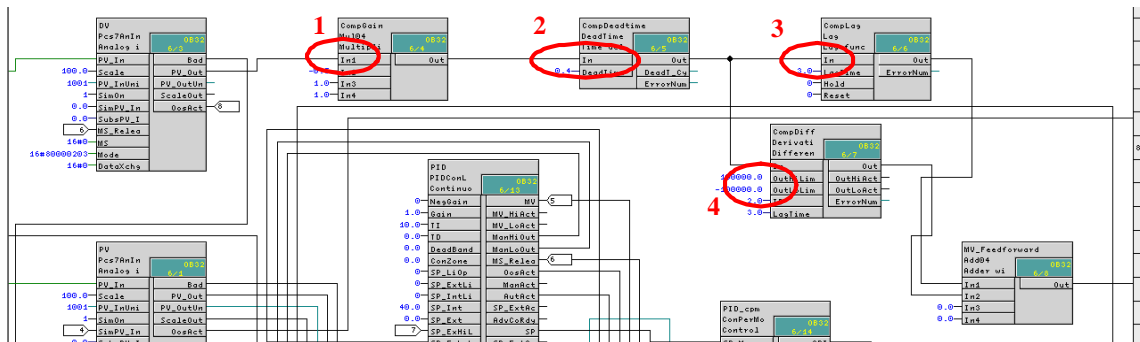 1
2
3
4
DV
Pcs7AnIn
Analog i
OB32
6/3
PV_In
Bad
100.0
Scale
PV_Out
1001
PV_InUni
PV_OutUn
1
SimOn
ScaleOut
0.0
SimPV_In
OosAct
8
0.0
SubsPV_I
6
MS_Relea
16#0
MS
16#80000203
Mode
16#0
DataXchg
CompGain
Mul04
Multipli
OB32
6/4
In1
Out
1.0
In3
1.0
In4
CompDeadtime
DeadTime
OB32
6/5
In
Out
0.4
DeadTime
DeadT_Cy
ErrorNum
CompLag
Lag
OB32
6/6
In
Out
3.0
LagTime
ErrorNum
0
Hold
0
Reset
CompDiff
Derivati
Differen
OB32
6/7
Out
OutHiLim
OutHiAct
-100000.0
OutLoLim
OutLoAct
2.0
ErrorNum
3.0
LagTime
PID
PIDConL
Continuo
OB32
6/13
0
NegGain
MV
5
1.0
Gain
MV_HiAct
10.0
TI
MV_LoAct
0.0
TD
ManHiOut
0.0
DeadBand
ManLoOut
0.0
ConZone
MS_Relea
6
0
SP_LiOp
OosAct
0
SP_ExtLi
ManAct
0
SP_IntLi
AutAct
40.0
SP_Int
SP_ExtAc
0.0
SP_Ext
AdvCoRdy
7
SP_ExHiL
SP
PV
Pcs7AnIn
Analog i
OB32
6/1
PV_In
Bad
100.0
Scale
PV_Out
1001
PV_InUni
PV_OutUn
1
SimOn
ScaleOut
4
SimPV_In
OosAct
PID_cpm
ConPerMo
Control
OB32
6/14
MV_Feedforward
Add04
Adder wi
OB32
6/8
In1
Out
In2
0.0
In3
0.0
In4